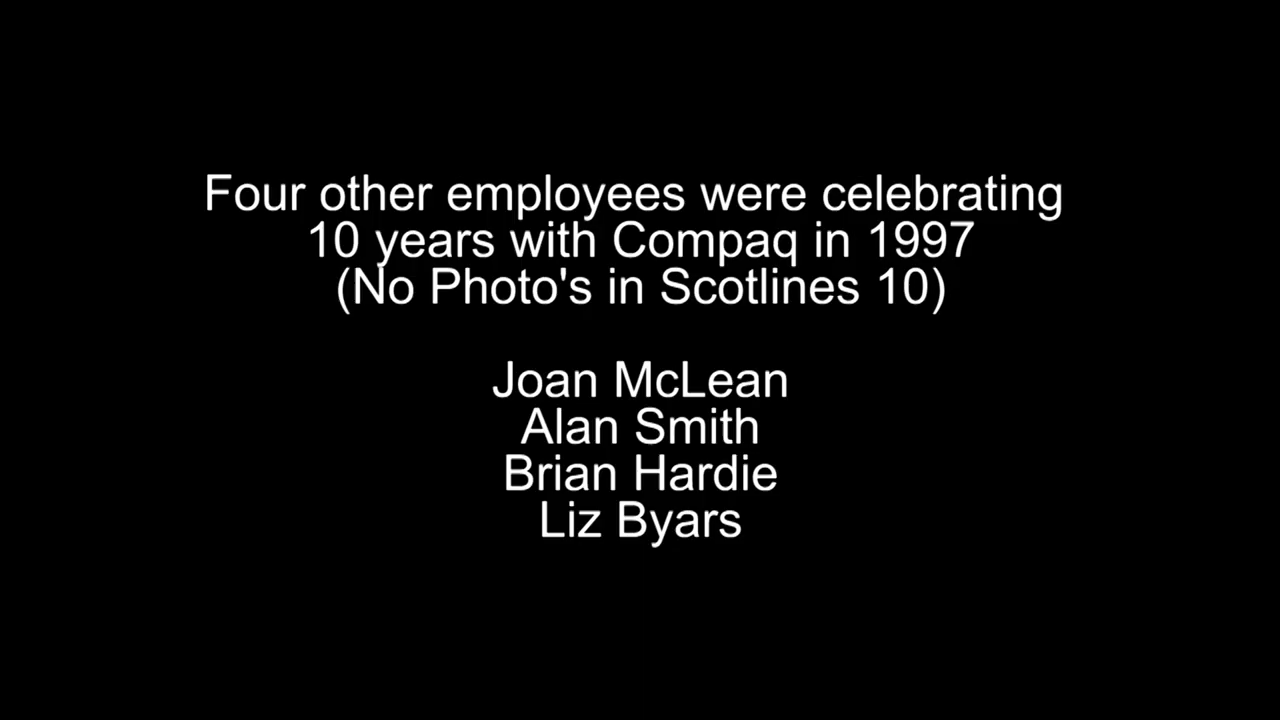 Four other employees were celebrating
10 years with Compaq in 1997
(No Photo's in Scotlines 10)
Joan McLean
Alan Smith
Brian Hardie
Liz Byars